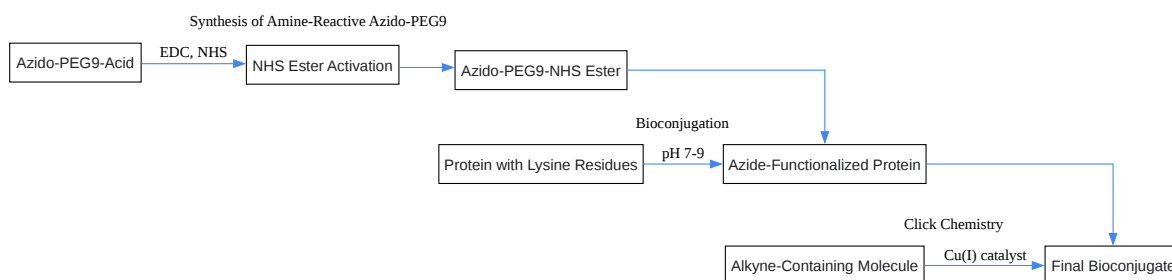 Synthesis of Amine-Reactive Azido-PEG9
Azido-PEG9-Acid
EDC, NHS
NHS Ester Activation
Azido-PEG9-NHS Ester
Bioconjugation
Protein with Lysine Residues
pH 7-9
Azide-Functionalized Protein
Click Chemistry
Alkyne-Containing Molecule
Cu(I) catalyst
Final Bioconjugate